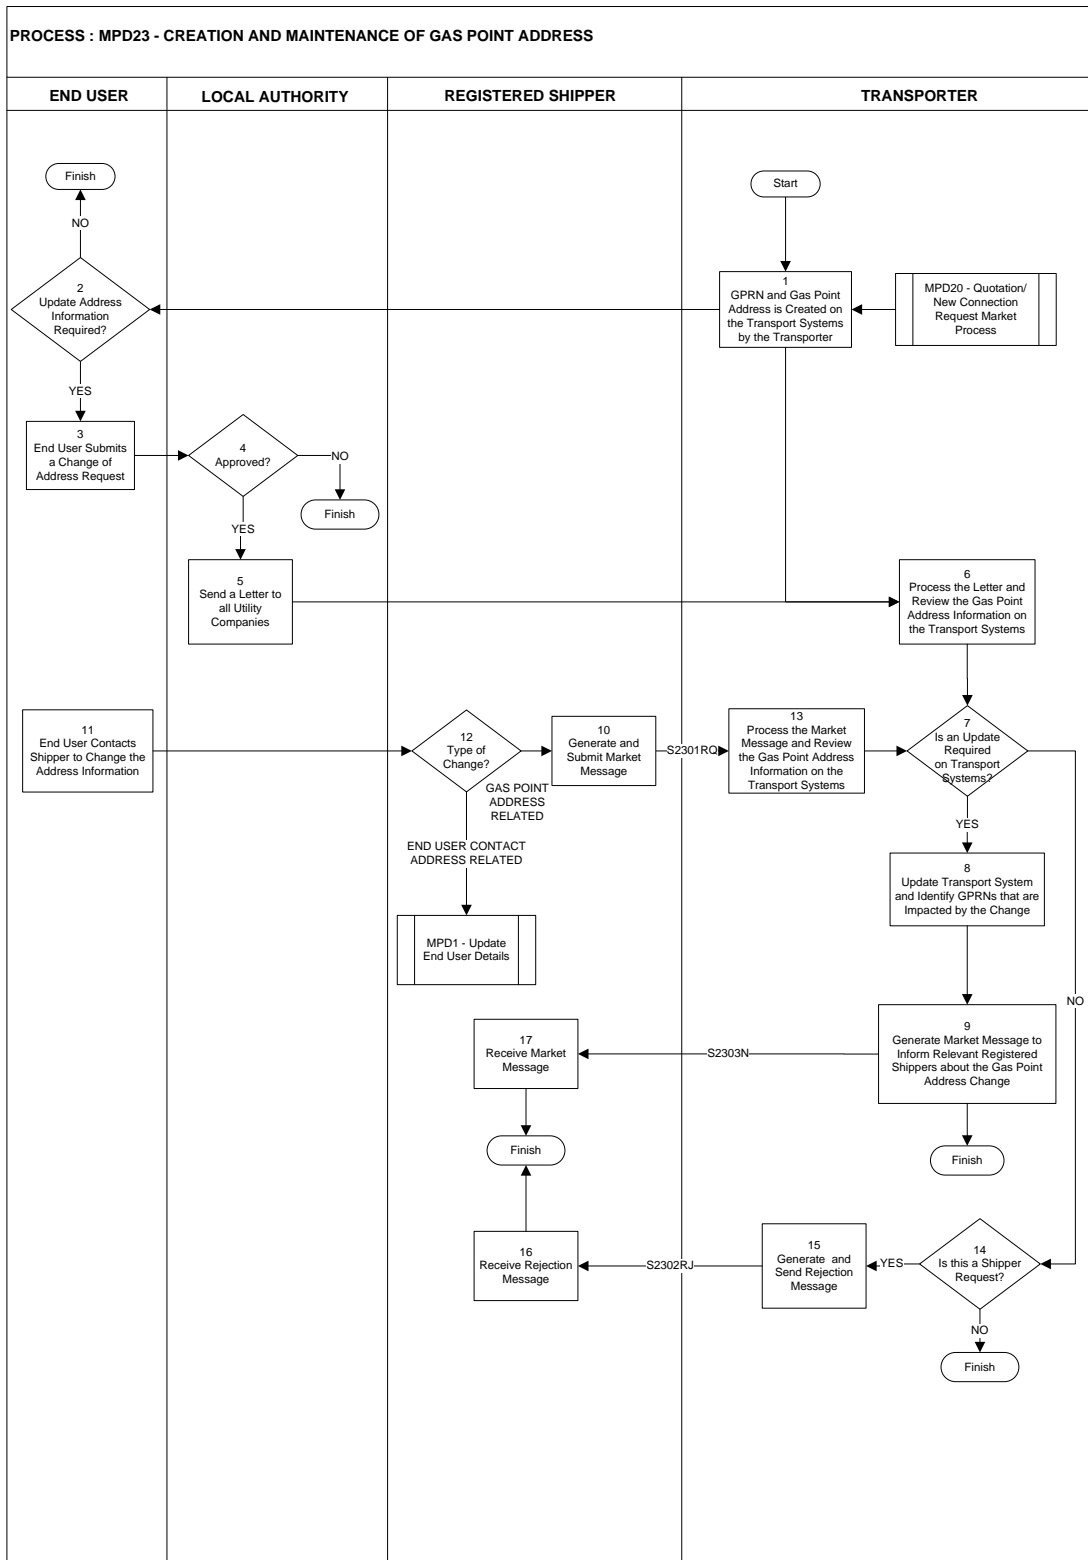 PROCESS : MPD23 - CREATION AND MAINTENANCE OF GAS POINT ADDRESS
END USER
LOCAL AUTHORITY
REGISTERED SHIPPER
TRANSPORTER
Finish
NO
2
Update Address
Information
Required?
YES
3
End User Submits
a Change of
Address Request
4
Approved?
NO
Finish
YES
5
Send a Letter to
all Utility
Companies
Start
1
GPRN and Gas Point
Address is Created on
the Transport Systems
by the Transporter
MPD20 - Quotation/
New Connection
Request Market
Process
6
Process the Letter and
Review the Gas Point
Address Information on
the Transport Systems
11
End User Contacts
Shipper to Change the
Address Information
12
Type of
Change?
GAS POINT
ADDRESS
RELATED
END USER CONTACT
ADDRESS RELATED
MPD1 - Update
End User Details
10
Generate and
Submit Market
Message
S2301RQ
13
Process the Market
Message and Review
the Gas Point Address
Information on the
Transport Systems
7
Is an Update
Required
on Transport
Systems?
YES
NO
8
Update Transport System
and Identify GPRNs that are
Impacted by the Change
9
Generate Market Message to
Inform Relevant Registered
Shippers about the Gas Point
Address Change
S2303N
17
Receive Market
Message
Finish
Finish
14
Is this a Shipper
Request?
YES
NO
Finish
15
Generate and
Send Rejection
Message
S2302RJ
16
Receive Rejection
Message